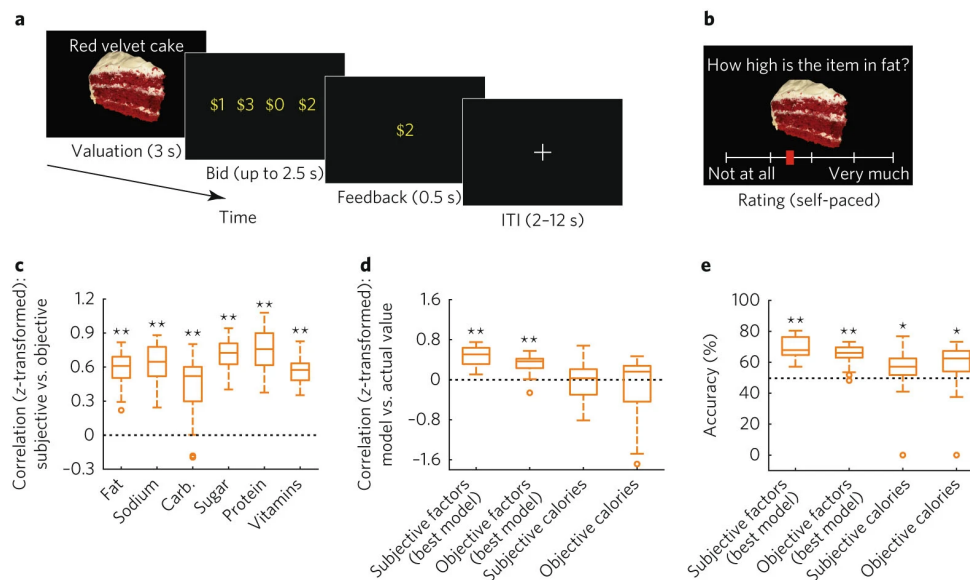 a
Red velvet cake
Valuation (3 s)
$1 $3 $0 $2
Bid (up to 2.5 s)
$2
Feedback (0.5 s)
ITI (2–12 s)
Time
b
How high is the item in fat?
Not at all Very much
Rating (self-paced)
c
Correlation (z-transformed):
subjective vs. objective
1.2
0.9
0.6
0.3
0
–0.3
** ** ** ** ** **
Fat
Sodium
Carb.
Sugar
Protein
Vitamins
d
Correlation (z-transformed):
model vs. actual value
1.6
0.8
0
–0.8
–1.6
** **
Subjective factors
(best model)
Objective factors
(best model)
Subjective calories
Objective calories
e
Accuracy (%)
100
80
60
40
20
0
** ** * *
Subjective factors
(best model)
Objective factors
(best model)
Subjective calories
Objective calories